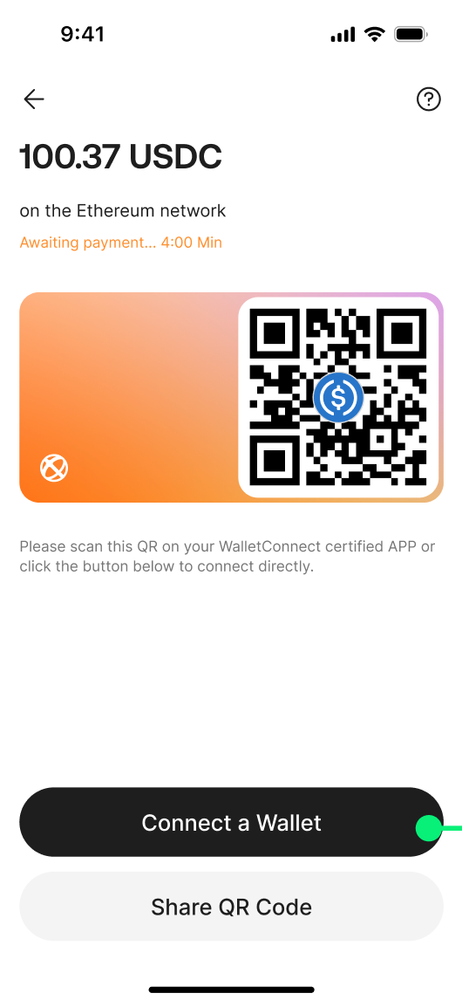 9:41
100.37 USDC
on the Ethereum network
Awaiting payment... 4:00 Min
$
Please scan this QR on your WalletConnect certified APP or
click the button below to connect directly.
Connect a Wallet
Share QR Code